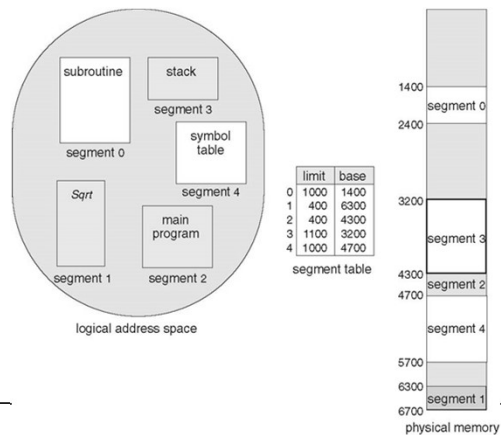 subroutine
segment 0
stack
segment 3
symbol
table
segment 4
Sqrt
segment 1
main
program
segment 2
logical address space
limit base
0 1000 1400
1 400 6300
2 400 4300
3 1100 3200
4 1000 4700
segment table
1400
segment 0
2400
3200
segment 3
4300
segment 2
4700
segment 4
5700
6300
segment 1
6700
physical memory